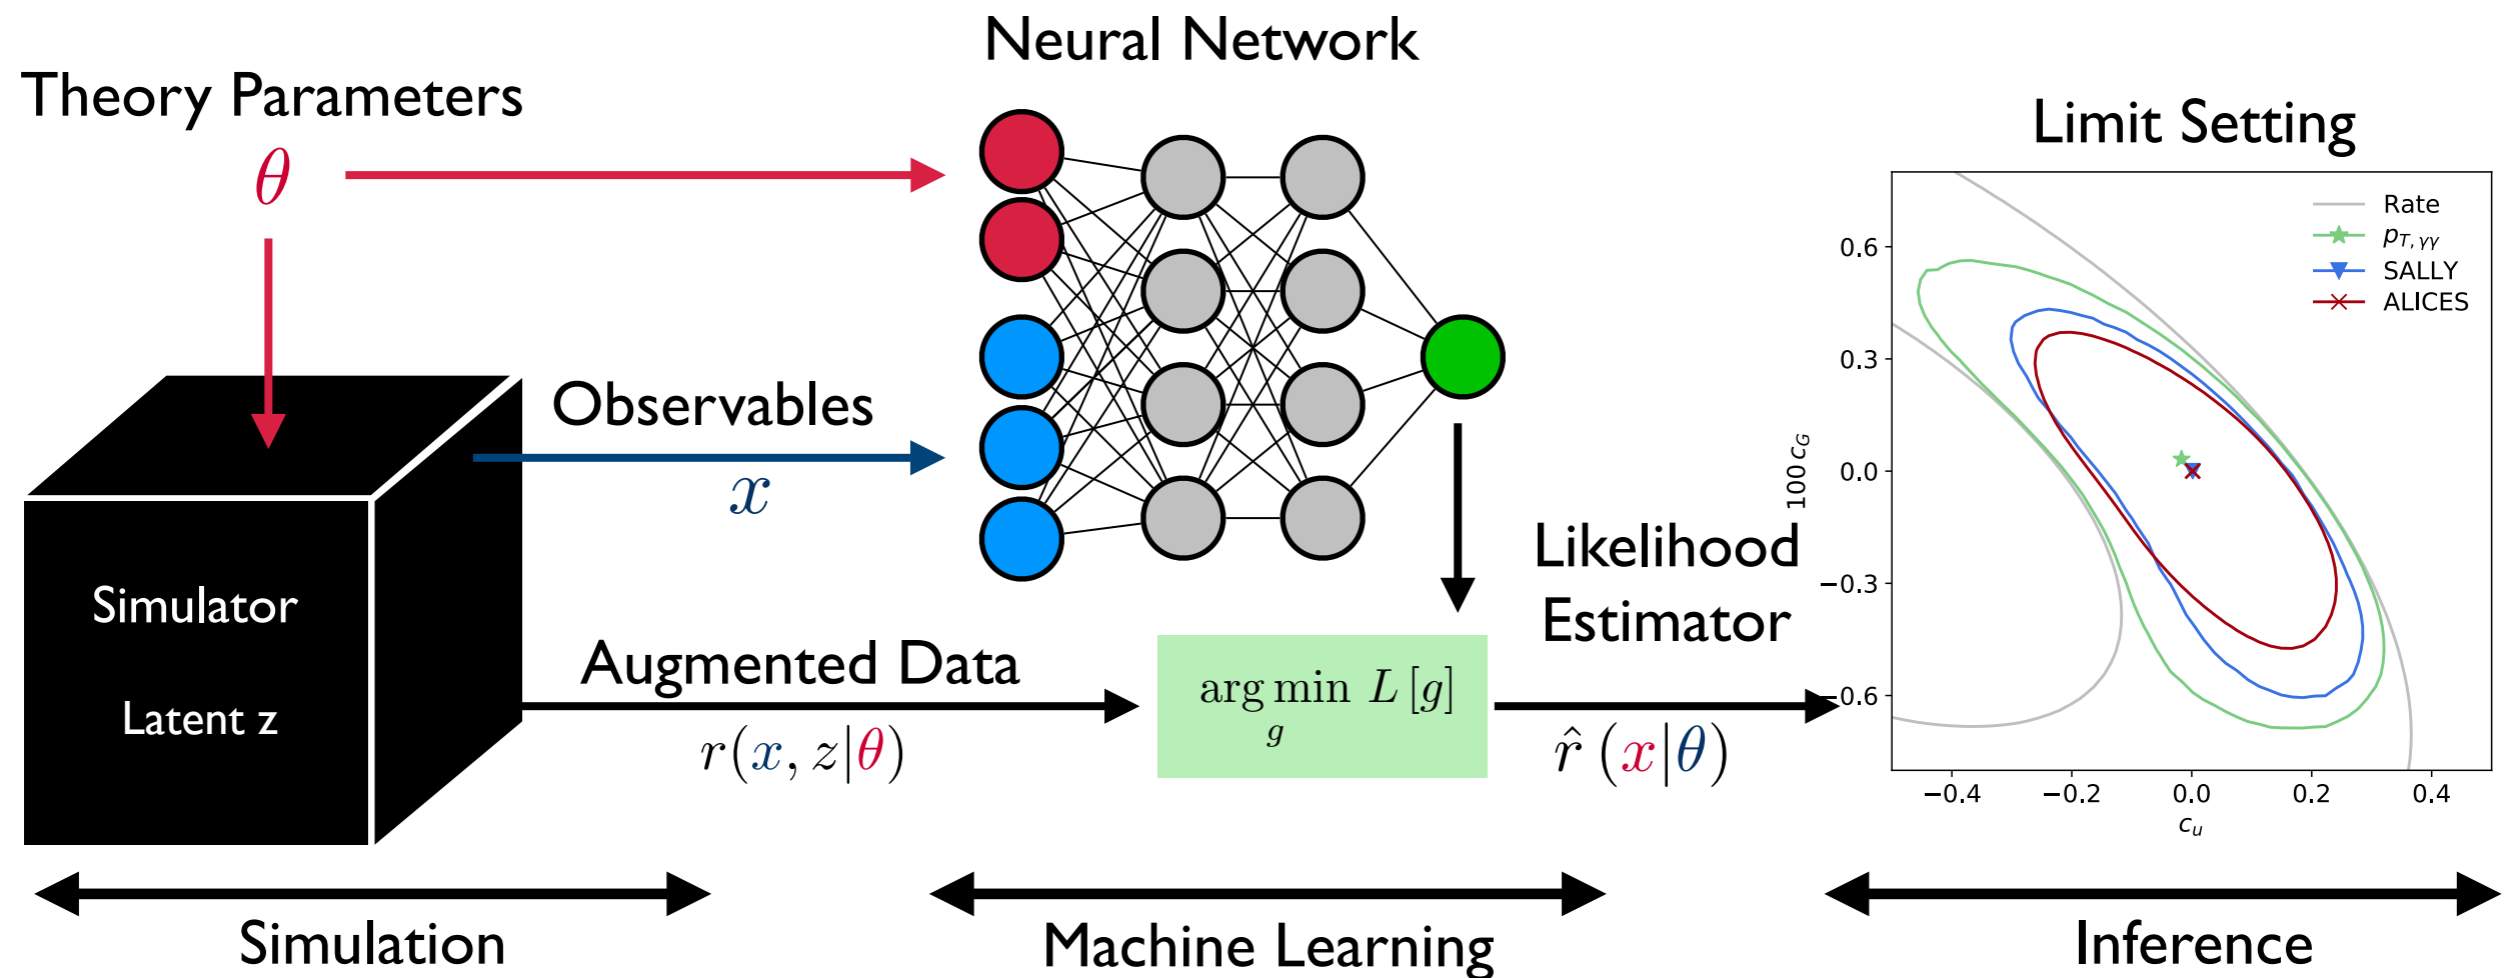 Neural Network
Theory Parameters
θ
Limit Setting
Observables
x
Simulator
Latent z
Augmented Data
r(x, z|θ)
arg min L [g]
g
Likelihood
Estimator
r̂ (x|θ)
Rate
p_{T, γγ}
SALLY
ALICES
100 c_G
0.6
0.3
0.0
−0.3
−0.6
−0.4 −0.2 0.0 0.2 0.4
c_u
Simulation
Machine Learning
Inference